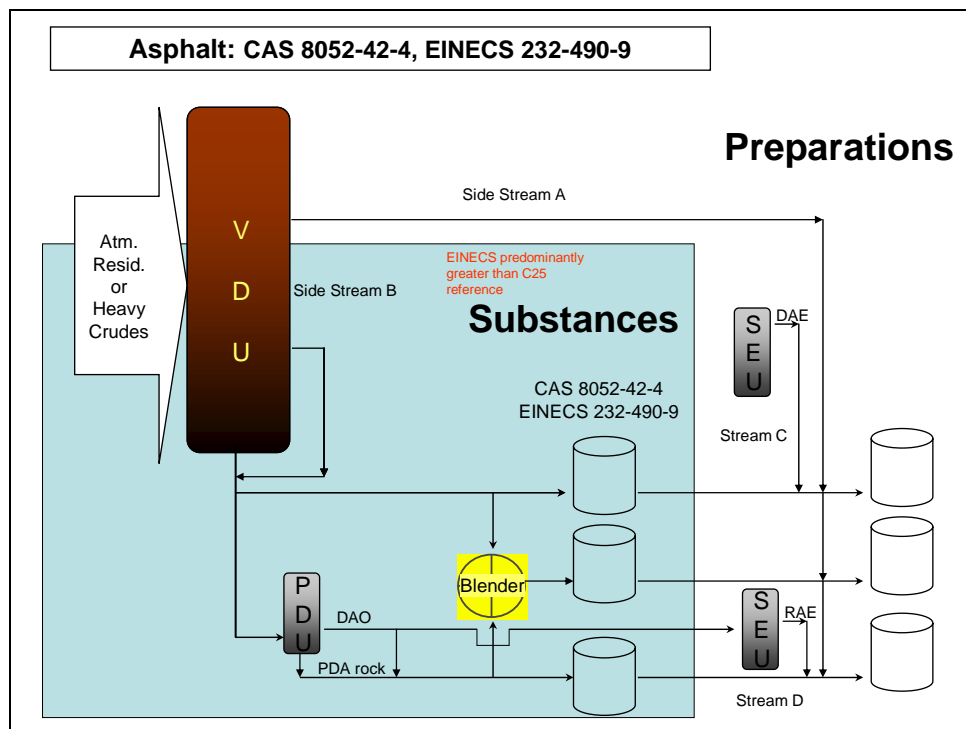 Asphalt: CAS 8052-42-4, EINECS 232-490-9
Preparations
Side Stream A
V
D
U
Atm.
Resid.
or
Heavy
Crudes
EINECS predominantly
greater than C25
reference
Side Stream B
Substances
S
E
U
DAE
CAS 8052-42-4
EINECS 232-490-9
Stream C
Blender
P
D
U
DAO
S
E
U
RAE
PDA rock
Stream D